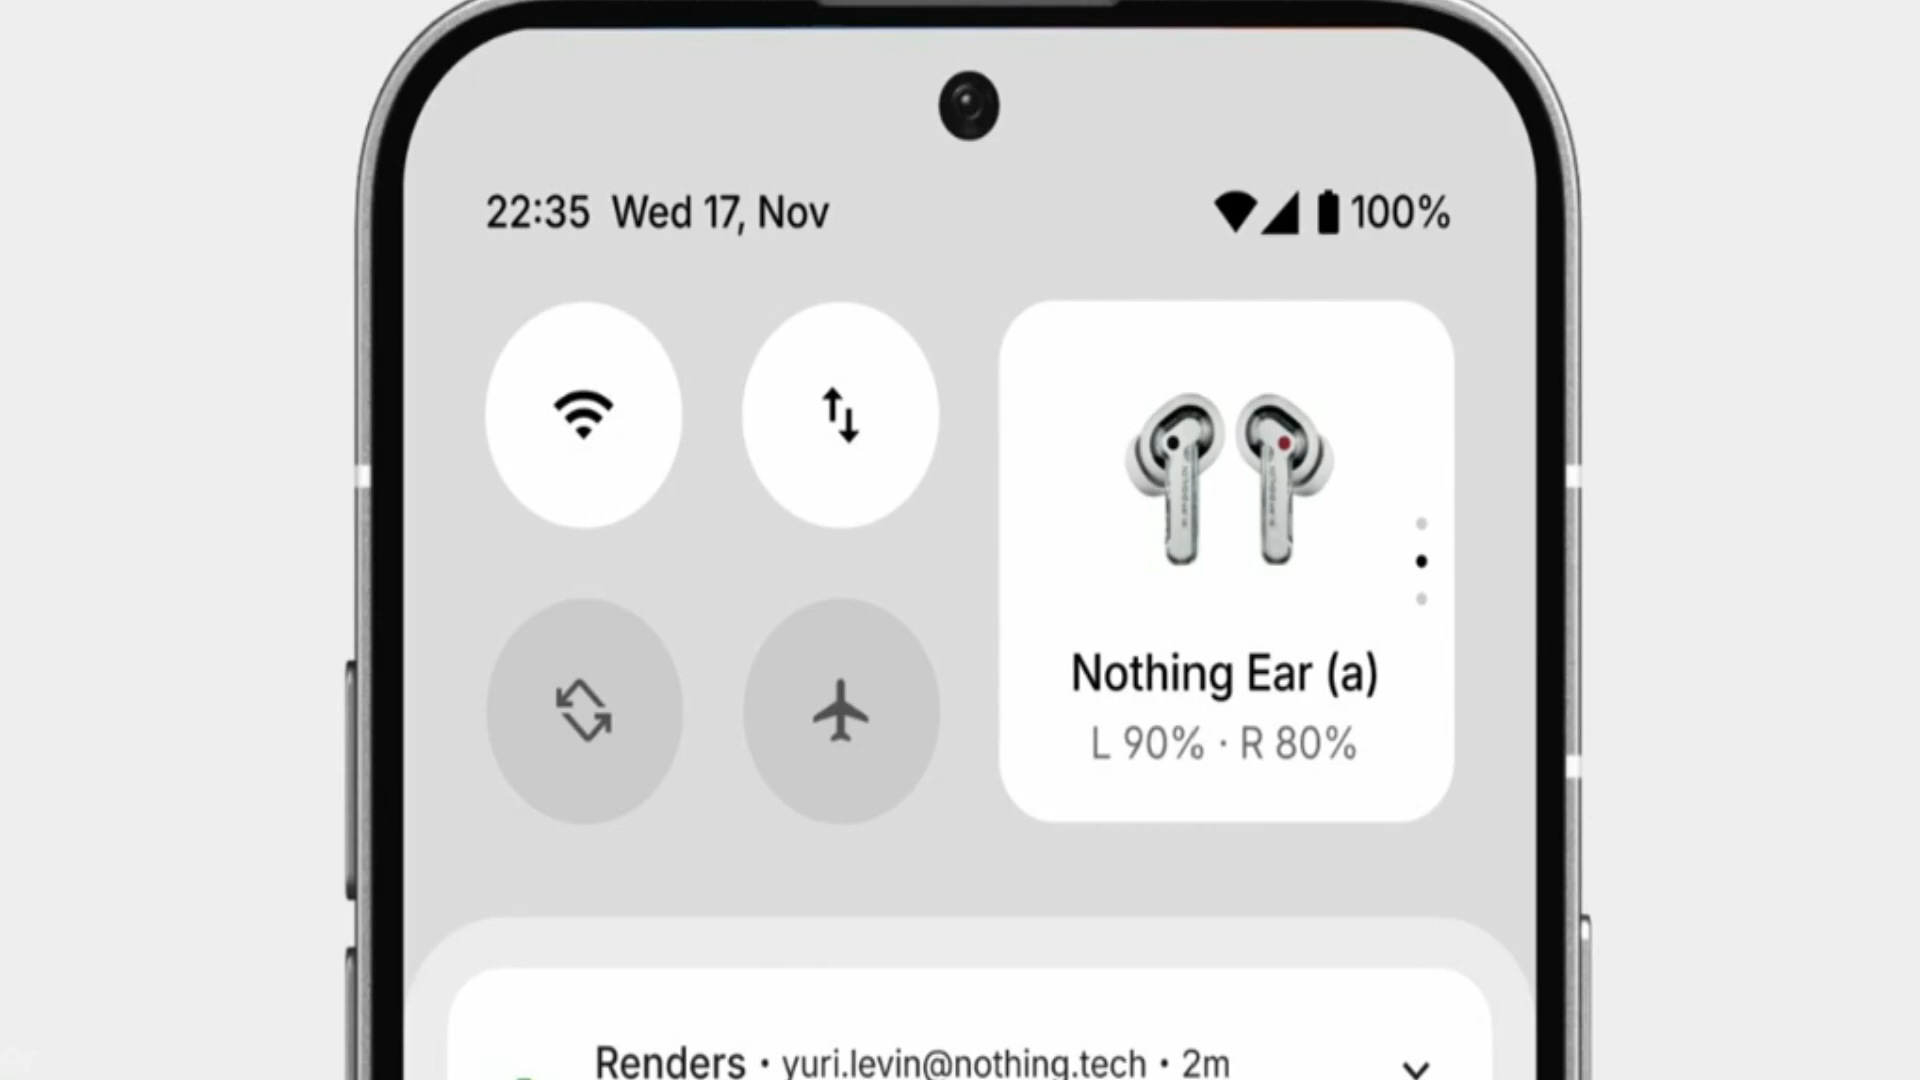 22:35 Wed 17, Nov
100%
Nothing Ear (a)
L 90% · R 80%
Renders · yuri.levin@nothing.tech · 2m